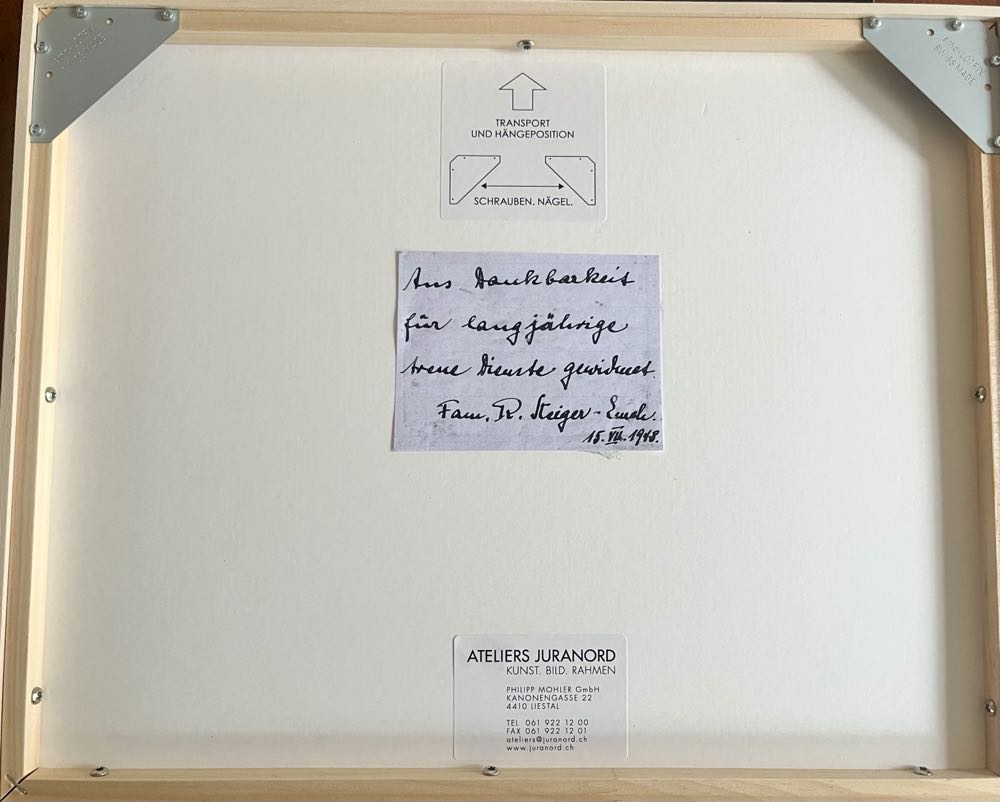 SWISS MADE
TRANSPORT
UND HÄNGEPOSITION
SCHRAUBEN. NÄGEL.
Aus Dankbarkeit
für langjährige
treue Dienste gewidmet.
Fam. R. Steiger-
15. VII. 1948.
ATELIERS JURANORD
KUNST. BILD. RAHMEN
PHILIPP MOHLER GmbH
KANONENGASSE 22
4410 LIESTAL
TEL 061 922 12 00
FAX 061 922 12 01
ateliers@juranord.ch
www.juranord.ch